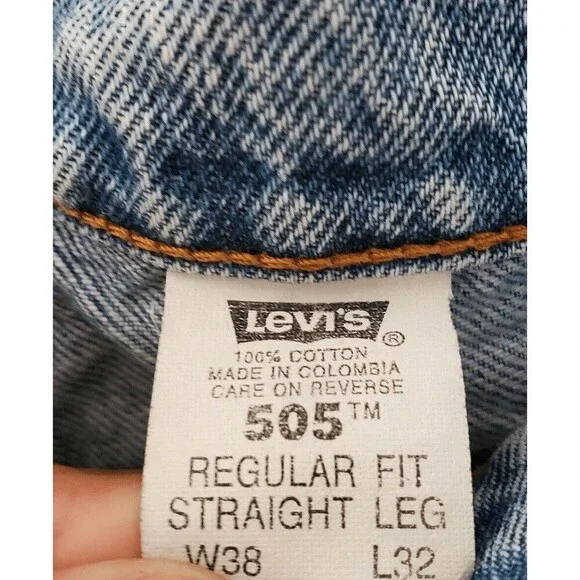 Levi's ®
100% COTTON
MADE IN COLOMBIA
CARE ON REVERSE
505™
REGULAR FIT
STRAIGHT LEG
W38 L32